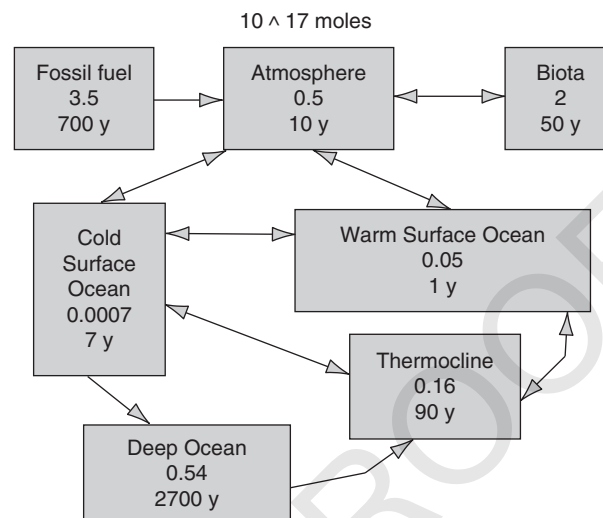 10 ∧ 17 moles
Fossil fuel
3.5
700 y
Atmosphere
0.5
10 y
Biota
2
50 y
Cold
Surface
Ocean
0.0007
7 y
Warm Surface Ocean
0.05
1 y
Thermocline
0.16
90 y
Deep Ocean
0.54
2700 y